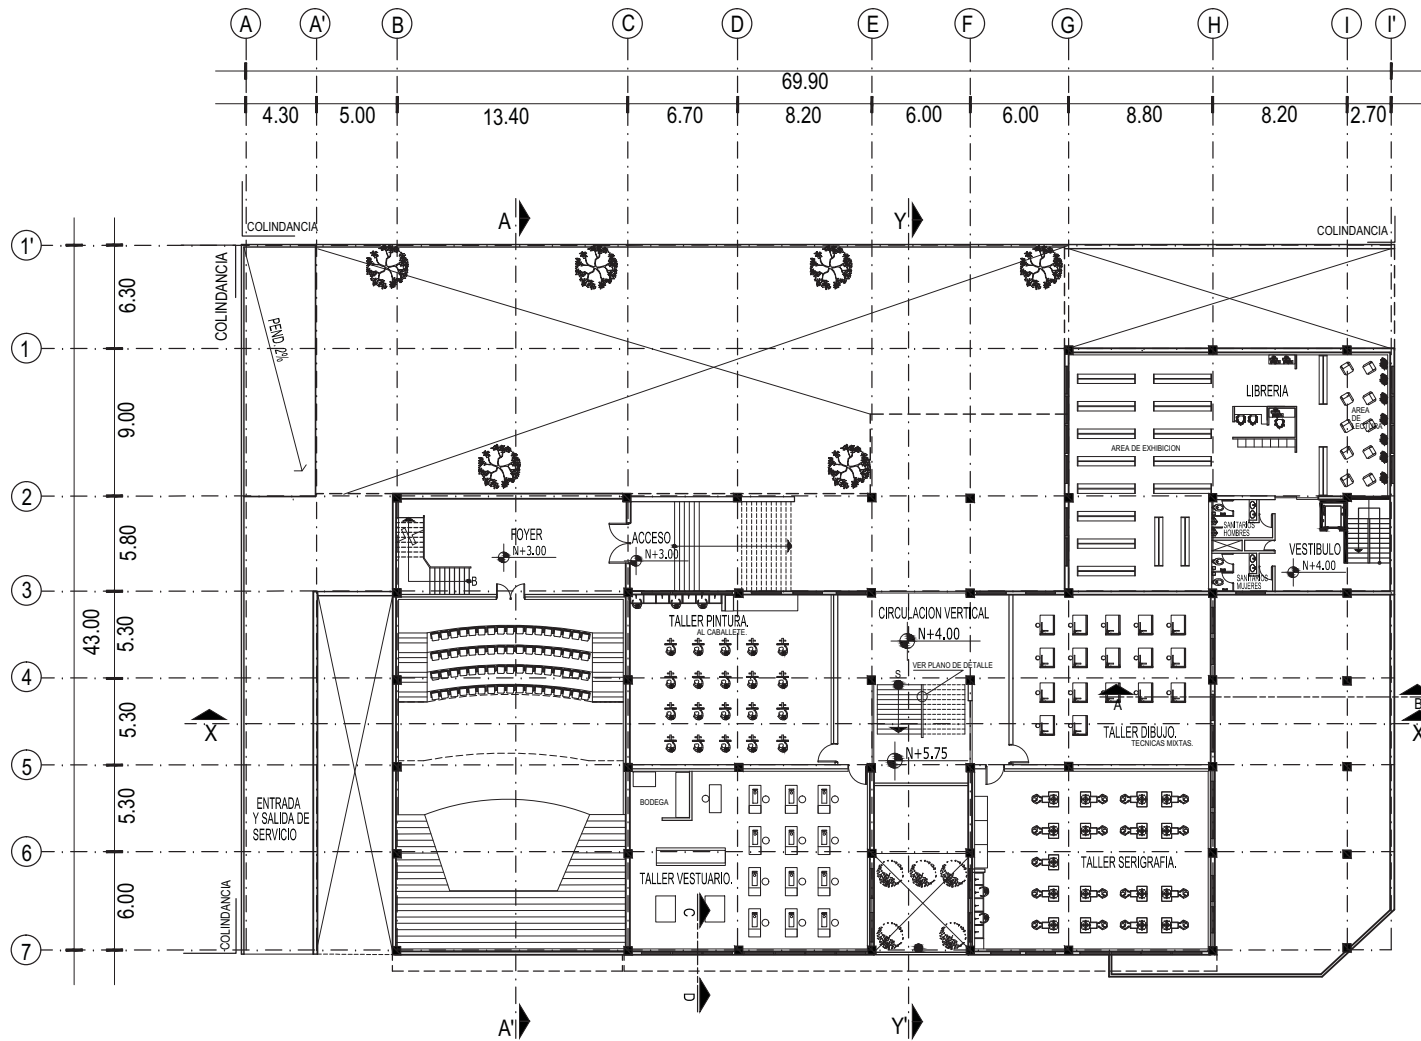 A A' B C D E F G H I I'
69.90
4.30 5.00 13.40 6.70 8.20 6.00 6.00 8.80 8.20 2.70
A Y
COLINDANCIA COLINDANCIA
1'
COLINDANCIA
6.30
PEND. 2%
1
9.00
LIBRERIA
AREA
DE
LECTURA
AREA DE EXHIBICION
2
5.80
FOYER
N+3.00
ACCESO
N+3.00
SANITARIOS
HOMBRES
VESTIBULO
N+4.00
SANITARIOS
MUJERES
B
3
43.00
5.30
TALLER PINTURA.
AL CABALLETE.
CIRCULACION VERTICAL
N+4.00
VER PLANO DE DETALLE
4
S
5.30
A
B
X X
TALLER DIBUJO.
TECNICAS MIXTAS.
N+5.75
5
5.30
ENTRADA
Y SALIDA DE
SERVICIO
BODEGA
6
TALLER SERIGRAFIA.
TALLER VESTUARIO.
6.00
COLINDANCIA
C
7
D
A' Y'